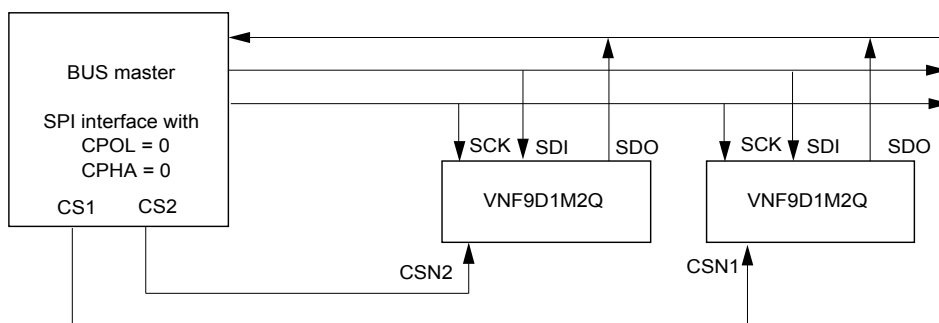 BUS master
SPI interface with
CPOL = 0
CPHA = 0
CS1 CS2
SCK SDI SDO
VNF9D1M2Q
CSN2
SCK SDI SDO
VNF9D1M2Q
CSN1